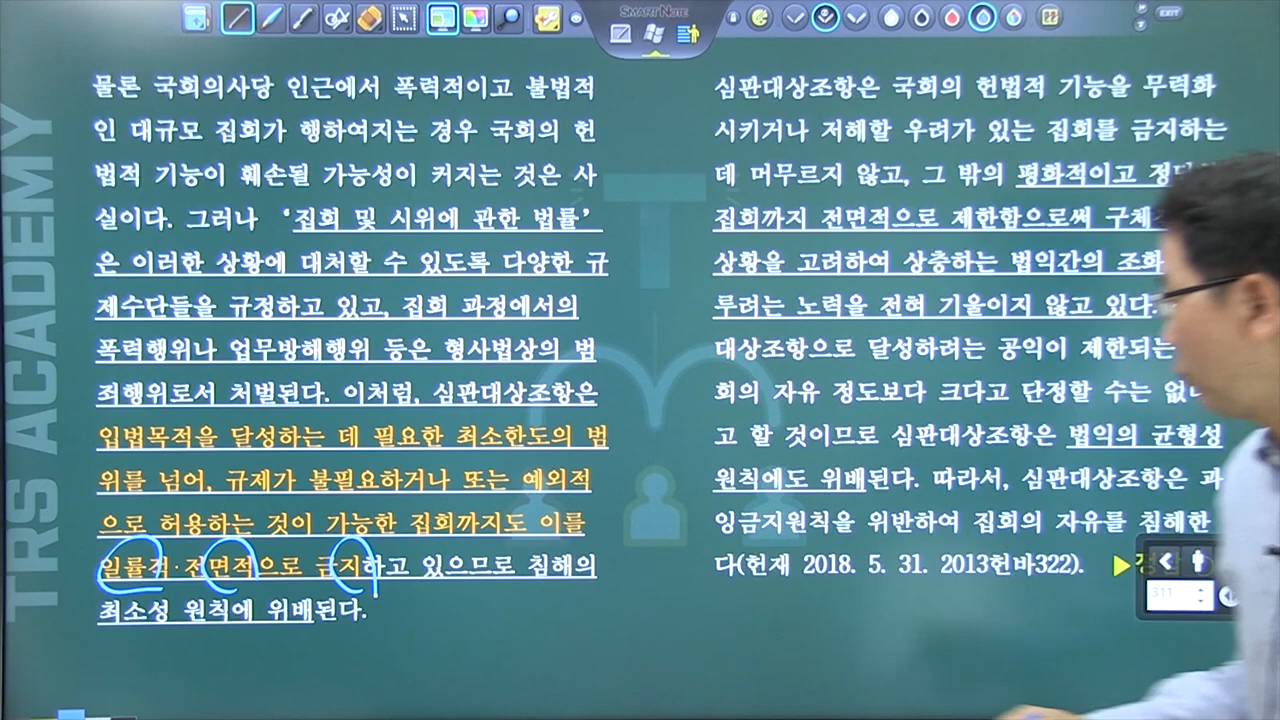 SMART NOTE
EXIT
TRS ACADEMY
물론 국회의사당 인근에서 폭력적이고 불법적
인 대규모 집회가 행하여지는 경우 국회의 헌
법적 기능이 훼손될 가능성이 커지는 것은 사
실이다. 그러나 ‘집회 및 시위에 관한 법률’
은 이러한 상황에 대처할 수 있도록 다양한 규
제수단들을 규정하고 있고, 집회 과정에서의
폭력행위나 업무방해행위 등은 형사법상의 범
죄행위로서 처벌된다. 이처럼, 심판대상조항은
입법목적을 달성하는 데 필요한 최소한도의 범
위를 넘어, 규제가 불필요하거나 또는 예외적
으로 허용하는 것이 가능한 집회까지도 이를
일률적·전면적으로 금지하고 있으므로 침해의
최소성 원칙에 위배된다.
심판대상조항은 국회의 헌법적 기능을 무력화
시키거나 저해할 우려가 있는 집회를 금지하는
데 머무르지 않고, 그 밖의 평화적이고
집회까지 전면적으로 제한함으로써
상황을 고려하여 상충하는 법익간의
루려는 노력을 전혀 기울이지 않고 있다.
대상조항으로 달성하려는 공익이 제한되는
회의 자유 정도보다 크다고 단정할 수는
고 할 것이므로 심판대상조항은 법익의 균형성
원칙에도 위배된다. 따라서, 심판대상조항은 과
잉금지원칙을 위반하여 집회의 자유를 침해한
다(헌재 2018. 5. 31. 2013헌바322).
311